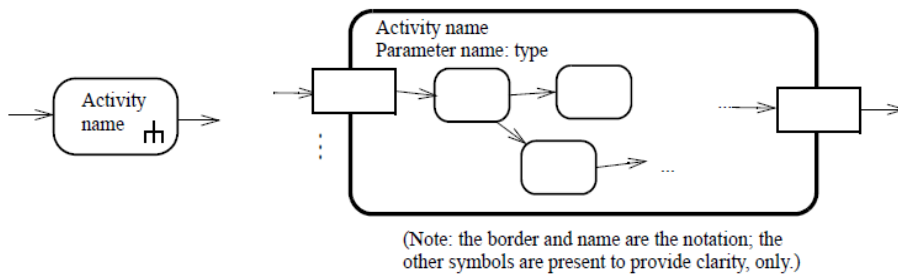 Activity
name
Activity name
Parameter name: type
...
...
(Note: the border and name are the notation; the
other symbols are present to provide clarity, only.)